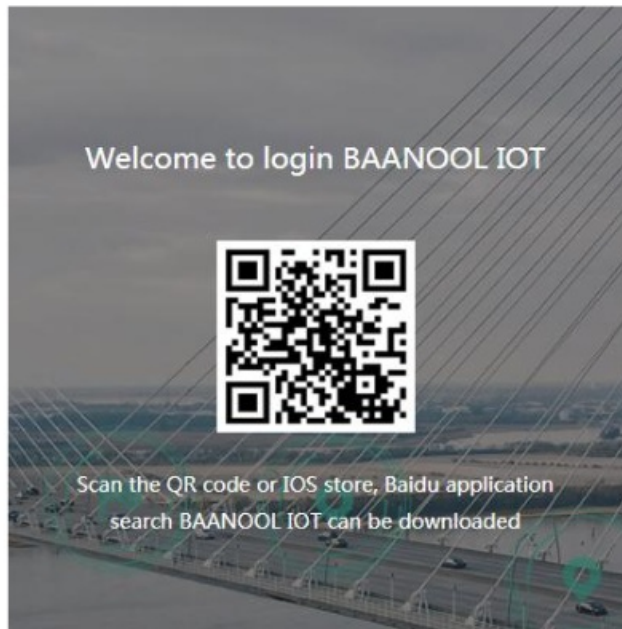 Welcome to login BAANOOL IOT
Scan the QR code or IOS store, Baidu application
search BAANOOL IOT can be downloaded